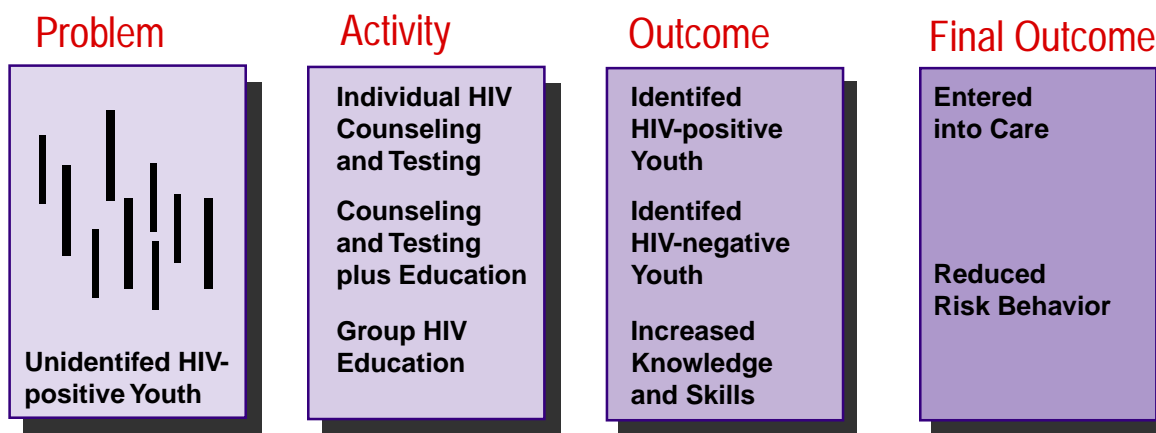 Problem
Unidentifed HIV-
positive Youth
Activity
Individual HIV
Counseling
and Testing
Counseling
and Testing
plus Education
Group HIV
Education
Outcome
Identifed
HIV-positive
Youth
Identifed
HIV-negative
Youth
Increased
Knowledge
and Skills
Final Outcome
Entered
into Care
Reduced
Risk Behavior